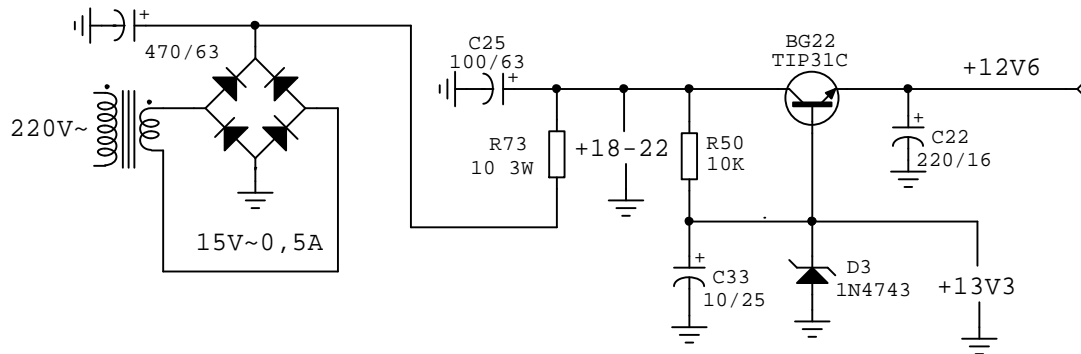 470/63
220V~
15V~0,5A
C25
100/63
R73
10 3W
+18-22
R50
10K
BG22
TIP31C
+12V6
C22
220/16
C33
10/25
D3
1N4743
+13V3